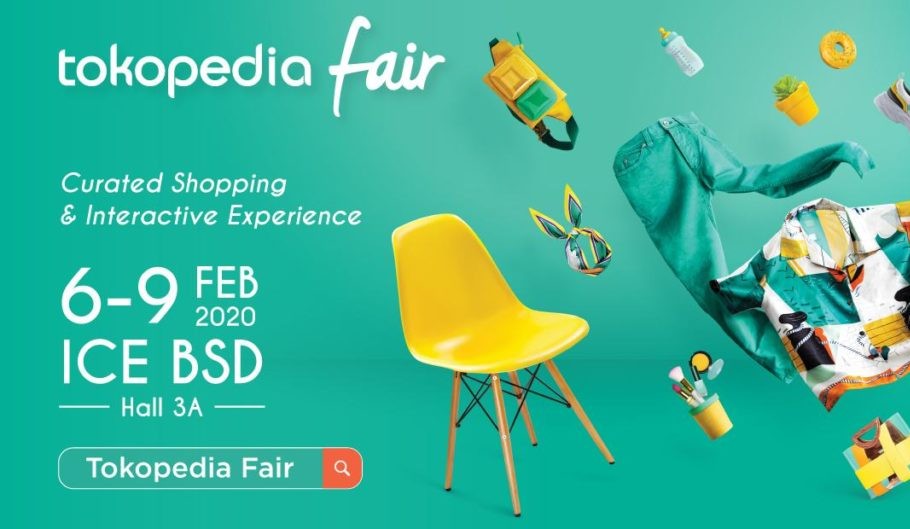 tokopedia fair
Curated Shopping
& Interactive Experience
6-9 FEB
2020
ICE BSD
Hall 3A
Tokopedia Fair